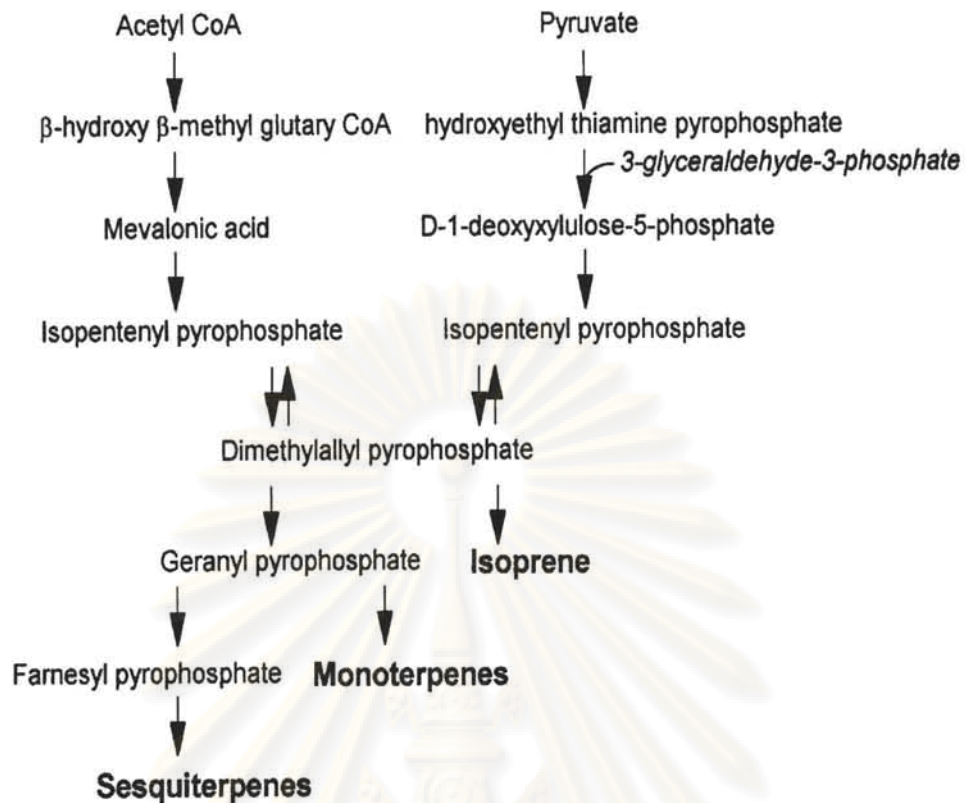 Acetyl CoA
Pyruvate
β-hydroxy β-methyl glutary CoA
hydroxyethyl thiamine pyrophosphate
3-glyceraldehyde-3-phosphate
Mevalonic acid
D-1-deoxyxylulose-5-phosphate
Isopentenyl pyrophosphate
Isopentenyl pyrophosphate
Dimethylallyl pyrophosphate
Geranyl pyrophosphate
Isoprene
Farnesyl pyrophosphate
Monoterpenes
Sesquiterpenes